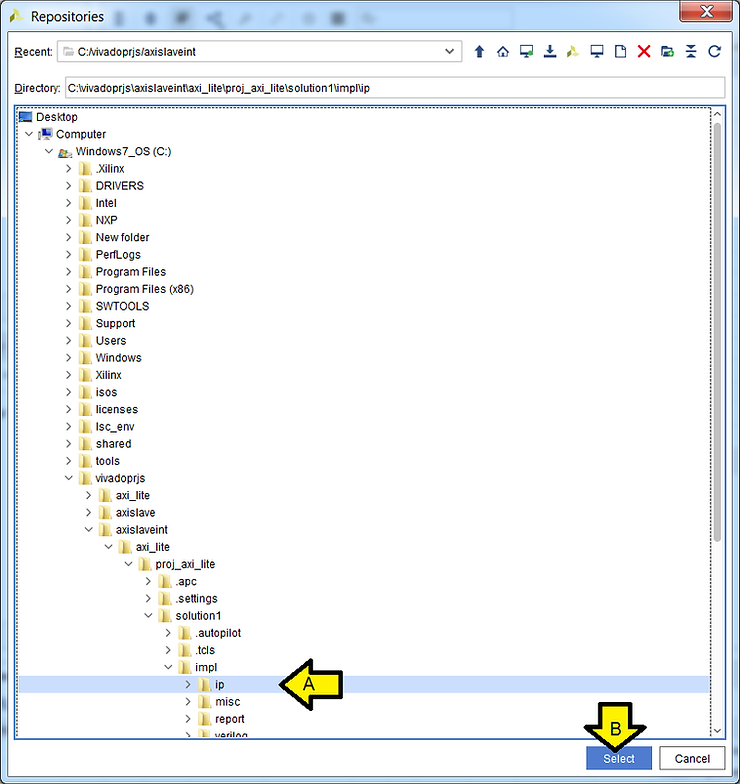 Repositories
Recent: C:/vivadoprjs/axislaveint
Directory: C:\vivadoprjs\axislaveint\axi_lite\proj_axi_lite\solution1\impl\ip
Desktop
Computer
Windows7_OS (C:)
.Xilinx
DRIVERS
Intel
NXP
New folder
PerfLogs
Program Files
Program Files (x86)
SWTOOLS
Support
Users
Windows
Xilinx
isos
licenses
lsc_env
shared
tools
vivadoprjs
axi_lite
axislave
axislaveint
axi_lite
proj_axi_lite
.apc
.settings
solution1
.autopilot
.tcls
impl
ip
A
misc
report
verilog
B
Select Cancel